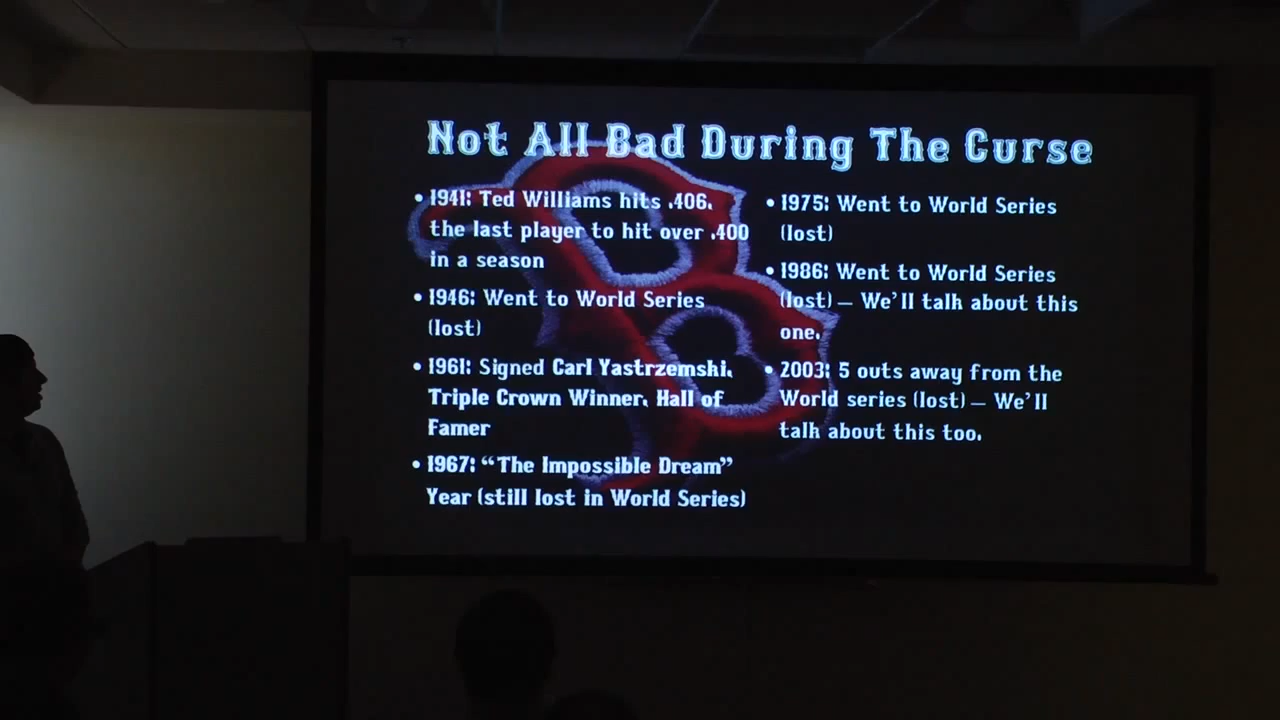 Not All Bad During The Curse
• 1941: Ted Williams hits .406,
the last player to hit over .400
in a season
• 1946: Went to World Series
(lost)
• 1961: Signed Carl Yastrzemski,
Triple Crown Winner, Hall of
Famer
• 1967: “The Impossible Dream”
Year (still lost in World Series)
• 1975: Went to World Series
(lost)
• 1986: Went to World Series
(lost) – We’ll talk about this
one.
• 2003: 5 outs away from the
World series (lost) – We’ll
talk about this too.